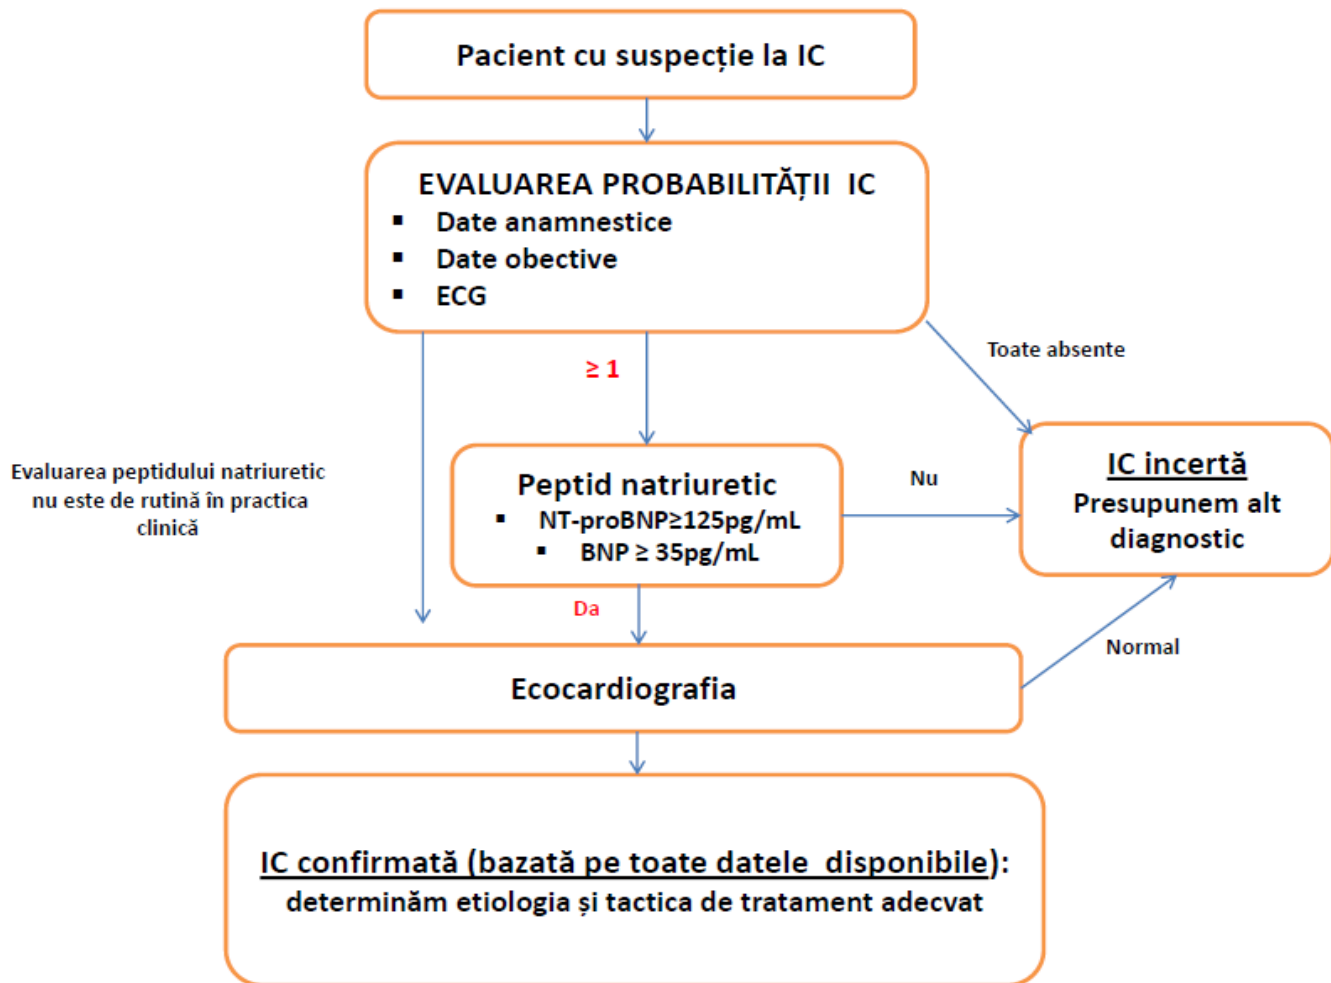 Pacient cu suspecție la IC
EVALUAREA PROBABILITĂȚII IC
▪ Date anamnestice
▪ Date obective
▪ ECG
≥ 1
Toate absente
Evaluarea peptidului natriuretic
nu este de rutină în practica
clinică
Peptid natriuretic
▪ NT-proBNP≥125pg/mL
▪ BNP ≥ 35pg/mL
Nu
IC incertă
Presupunem alt
diagnostic
Da
Normal
Ecocardiografia
IC confirmată (bazată pe toate datele disponibile):
determinăm etiologia și tactica de tratament adecvat